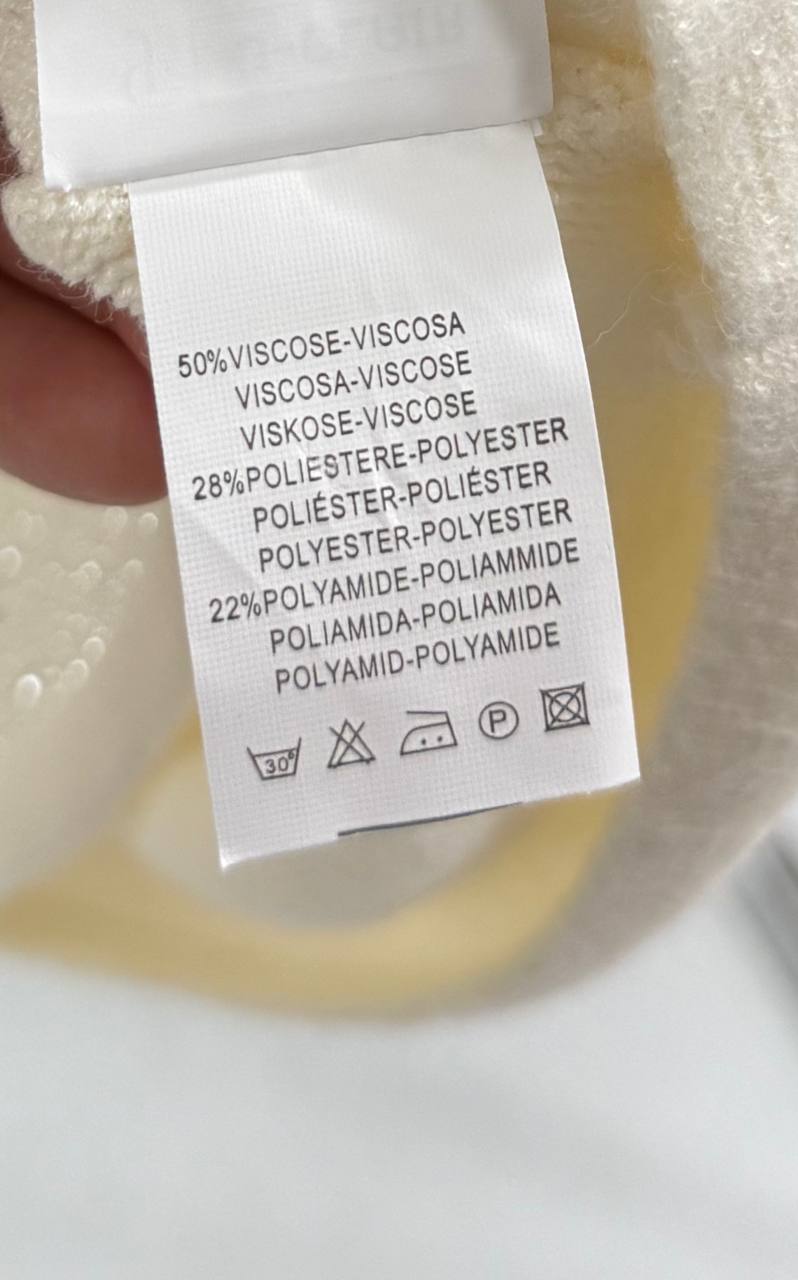 50%VISCOSE-VISCOSA
VISCOSA-VISCOSE
VISKOSE-VISCOSE
28%POLIESTERE-POLYESTER
POLIÉSTER-POLIÉSTER
POLYESTER-POLYESTER
22%POLYAMIDE-POLIAMMIDE
POLIAMIDA-POLIAMIDA
POLYAMID-POLYAMIDE
30° P